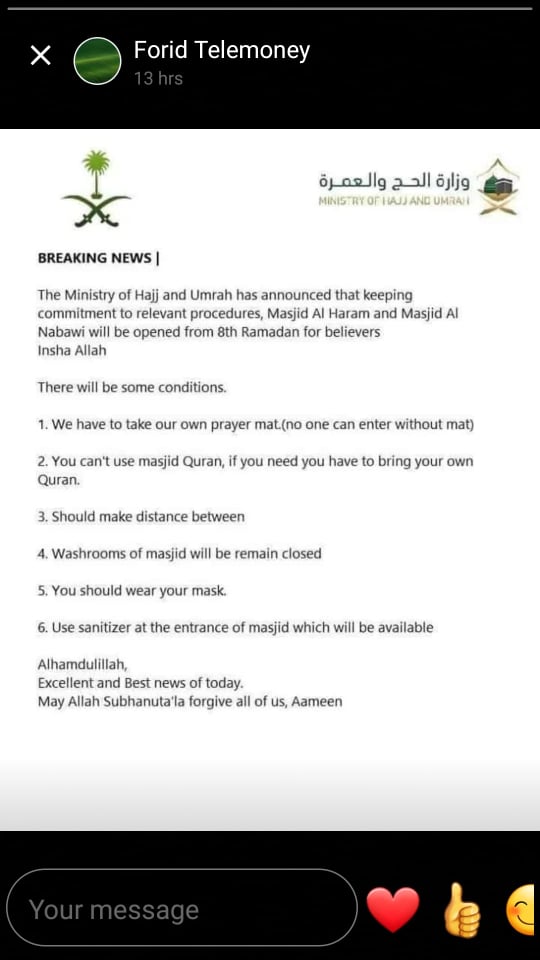 Forid Telemoney
13 hrs
وزارة الحـج والـعمـرة
MINISTRY OF HAJJ AND UMRAH
BREAKING NEWS |
The Ministry of Hajj and Umrah has announced that keeping
commitment to relevant procedures, Masjid Al Haram and Masjid Al
Nabawi will be opened from 8th Ramadan for believers
Insha Allah
There will be some conditions.
1. We have to take our own prayer mat.(no one can enter without mat)
2. You can't use masjid Quran, if you need you have to bring your own
Quran.
3. Should make distance between
4. Washrooms of masjid will be remain closed
5. You should wear your mask.
6. Use sanitizer at the entrance of masjid which will be available
Alhamdulillah,
Excellent and Best news of today.
May Allah Subhanuta'la forgive all of us, Aameen
Your message